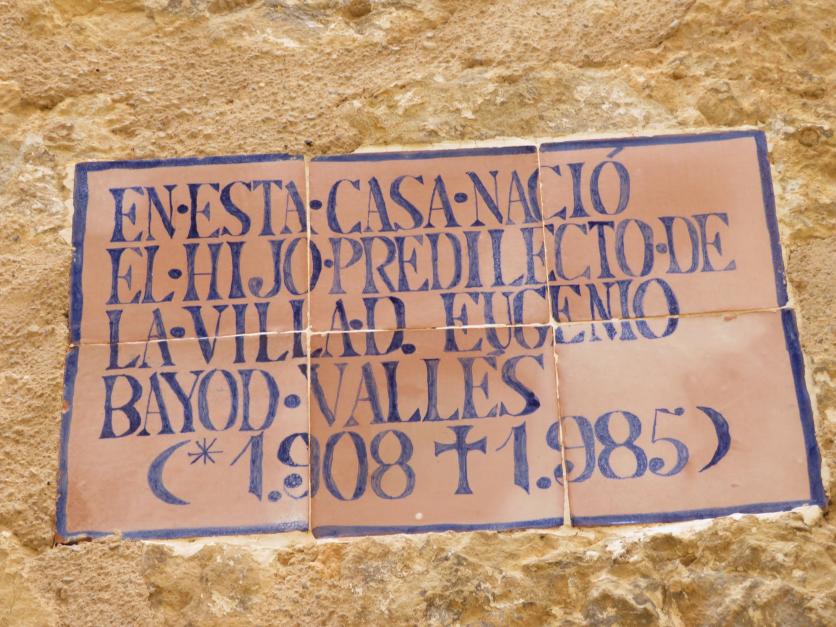 EN·ESTA·CASA·NACIÓ
EL·HIJO·PREDILECTO·DE
LA·VILLA·D. EUGENIO
BAYOD·VALLÉS
(*1.908 †1.985)